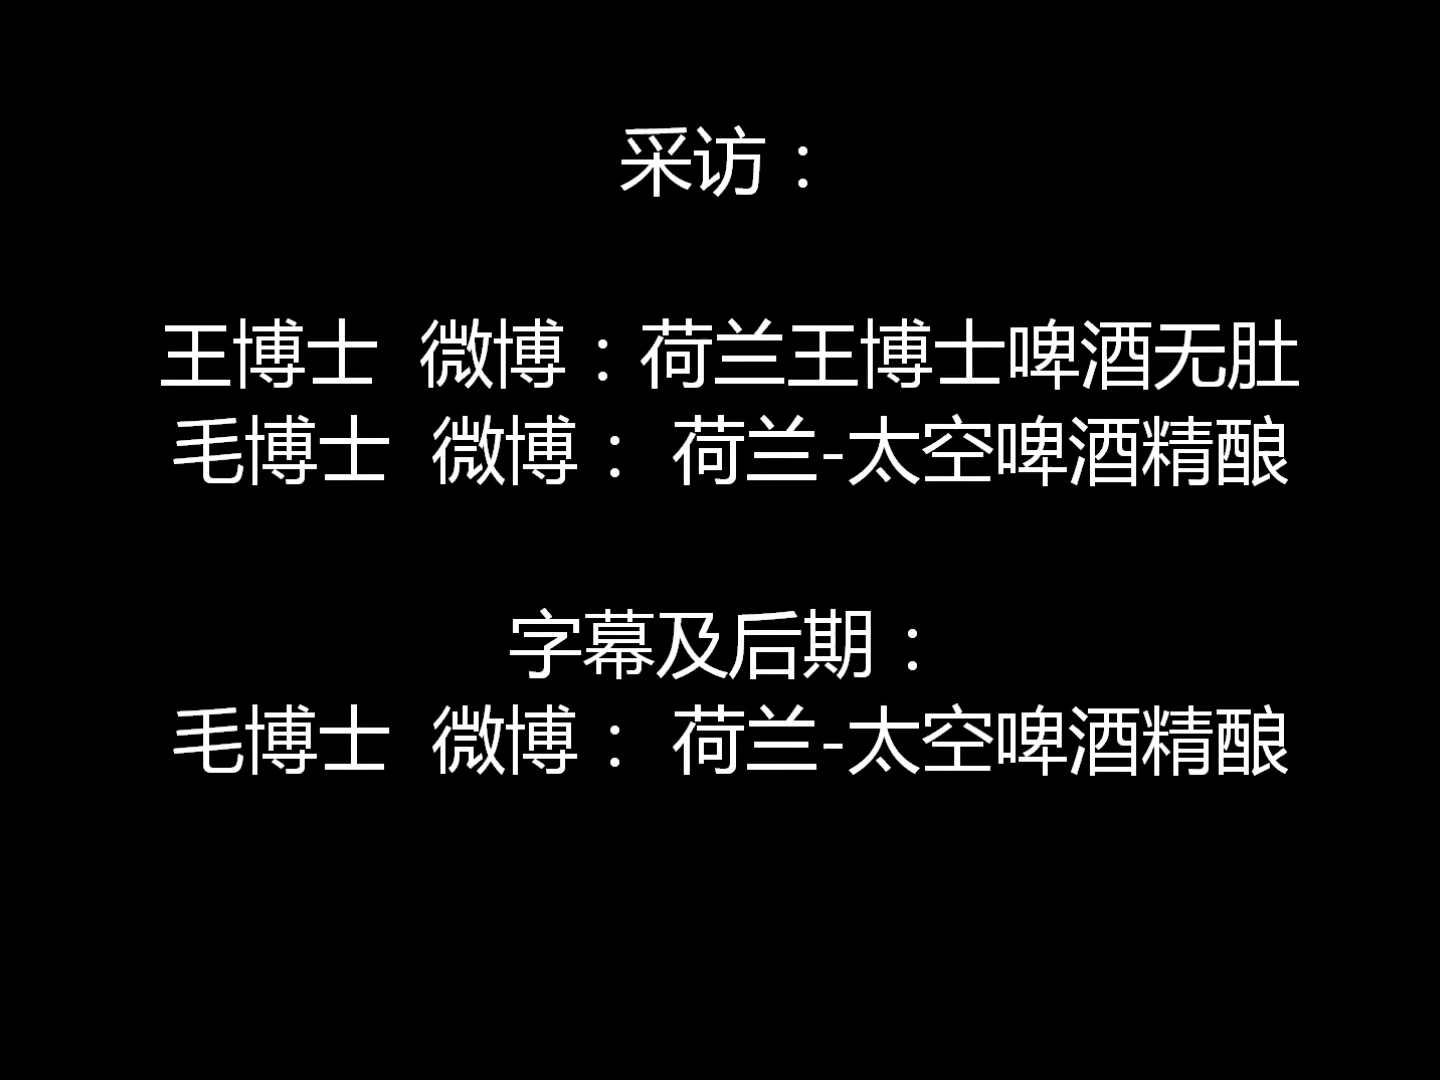 采访：
王博士 微博：荷兰王博士啤酒无肚
毛博士 微博： 荷兰-太空啤酒精酿
字幕及后期：
毛博士 微博： 荷兰-太空啤酒精酿